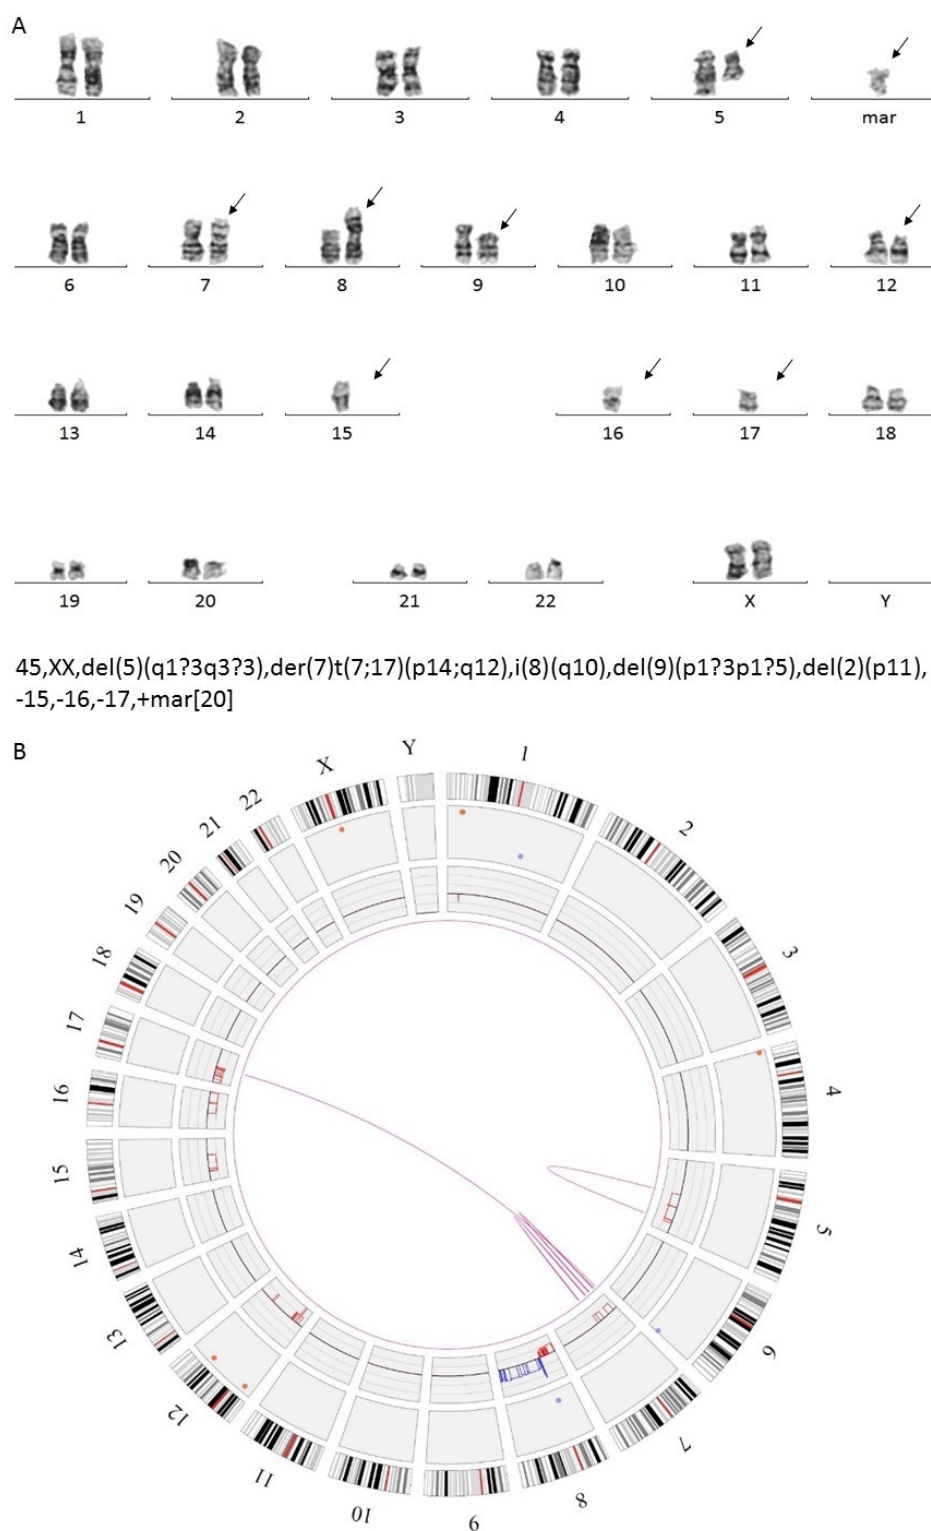 A
1 2 3 4 5 mar
6 7 8 9 10 11 12
13 14 15 16 17 18
19 20 21 22 X Y
45,XX,del(5)(q1?3q3?3),der(7)t(7;17)(p14;q12),i(8)(q10),del(9)(p1?3p1?5),del(2)(p11),
-15,-16,-17,+mar[20]
B
1
2
3
4
5
6
7
8
9
10
11
12
13
14
15
16
17
18
19
20
21
22
X
Y